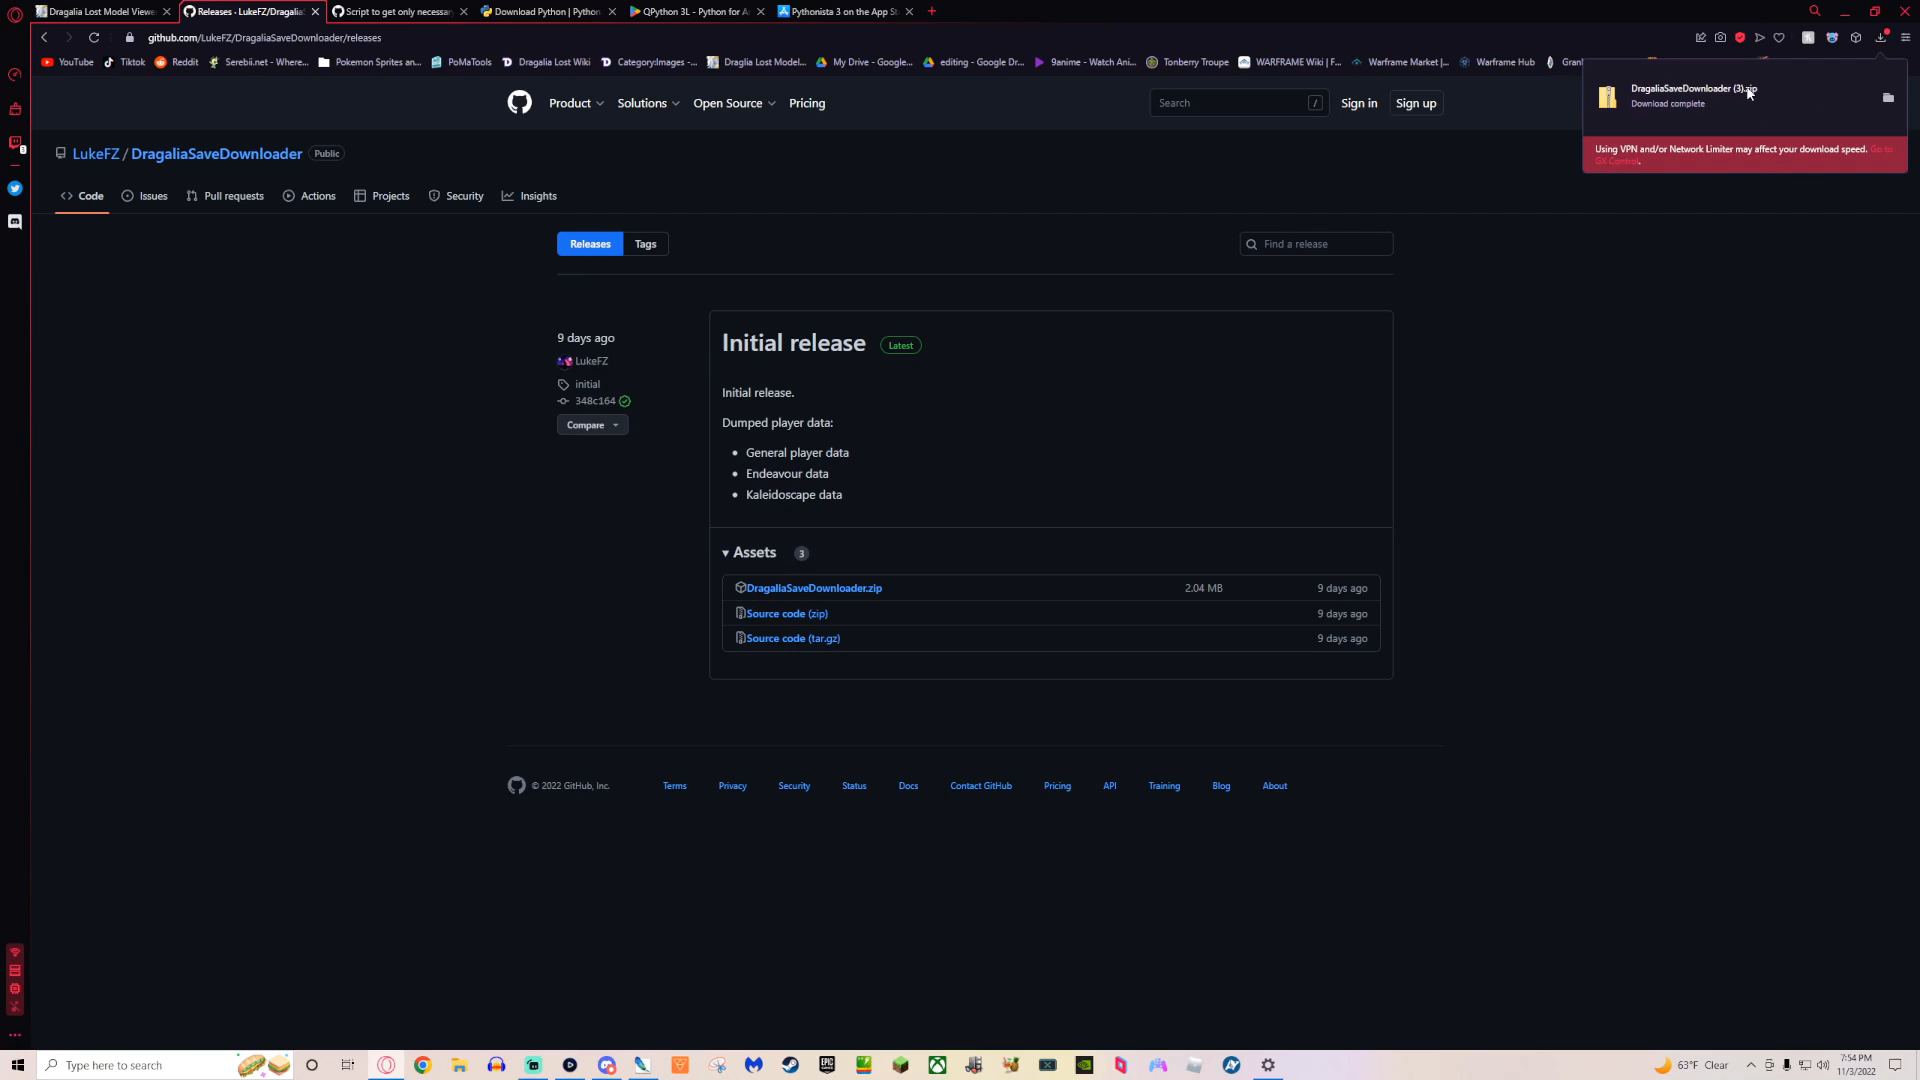 Dragalia Lost Model Viewe
Releases · LukeFZ/Dragalia
Script to get only necessar
Download Python | Python
QPython 3L - Python for A
Pythonista 3 on the App St
github.com/LukeFZ/DragaliaSaveDownloader/releases
YouTube
Tiktok
Reddit
Serebii.net - Where...
Pokemon Sprites an...
PoMaTools
Dragalia Lost Wiki
Category:Images -...
Draglia Lost Model...
My Drive - Google...
editing - Google Dr...
9anime - Watch Ani...
Tonberry Troupe
WARFRAME Wiki | F...
Warframe Market |...
Warframe Hub
DragaliaSaveDownloader (3).zip
Download complete
Using VPN and/or Network Limiter may affect your download speed. Go to
GX Control.
Product
Solutions
Open Source
Pricing
Search
/
Sign in
Sign up
LukeFZ / DragaliaSaveDownloader
Public
Code
Issues
Pull requests
Actions
Projects
Security
Insights
Releases
Tags
Find a release
9 days ago
LukeFZ
initial
348c164
Compare
Initial release
Latest
Initial release.
Dumped player data:
General player data
Endeavour data
Kaleidoscope data
Assets 3
DragaliaSaveDownloader.zip 2.04 MB 9 days ago
Source code (zip) 9 days ago
Source code (tar.gz) 9 days ago
© 2022 GitHub, Inc.
Terms
Privacy
Security
Status
Docs
Contact GitHub
Pricing
API
Training
Blog
About
Type here to search
63°F Clear
7:54 PM
11/3/2022